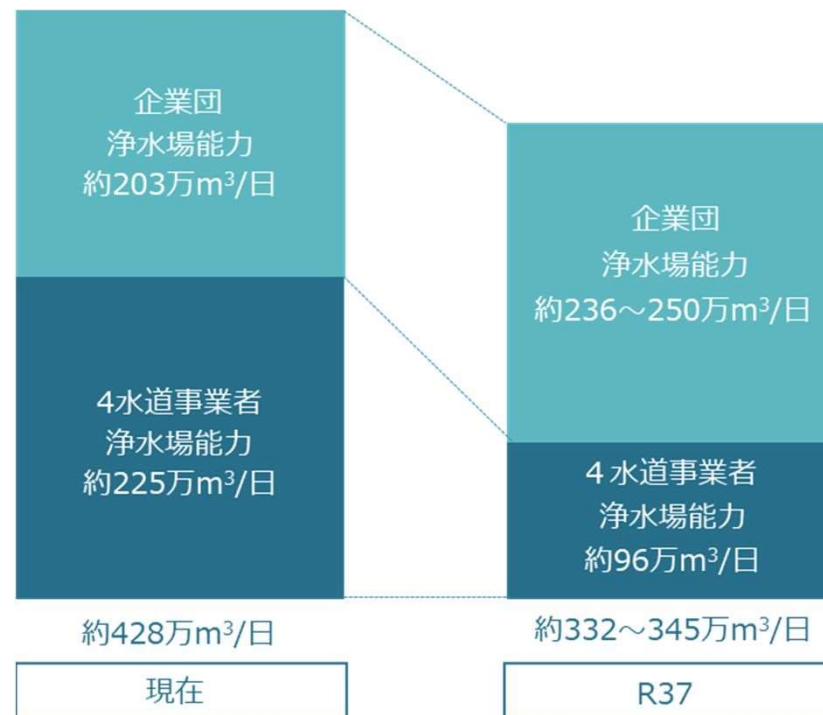 企業団
浄水場能力
約203万m³/日
4水道事業者
浄水場能力
約225万m³/日
約428万m³/日
現在
企業団
浄水場能力
約236～250万m³/日
４水道事業者
浄水場能力
約96万m³/日
約332～345万m³/日
R37